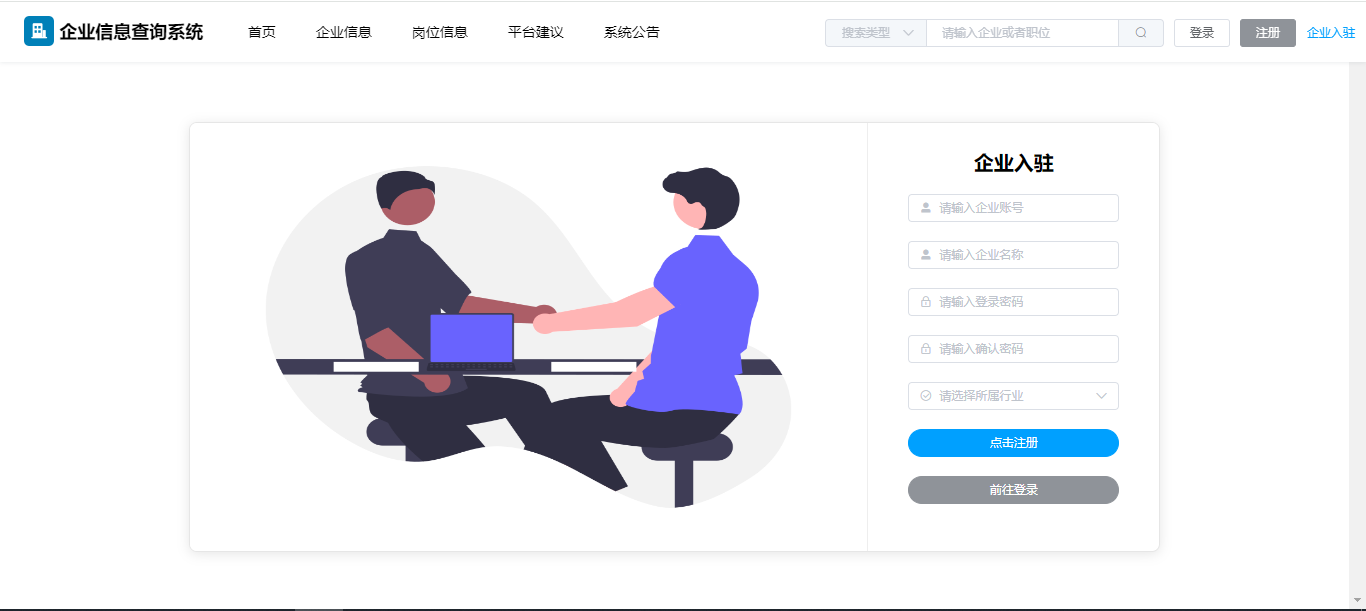 企业信息查询系统 首页 企业信息 岗位信息 平台建议 系统公告 搜索类型 请输入企业或者职位 登录 注册 企业入驻
企业入驻
请输入企业账号
请输入企业名称
请输入登录密码
请输入确认密码
请选择所属行业
点击注册
前往登录